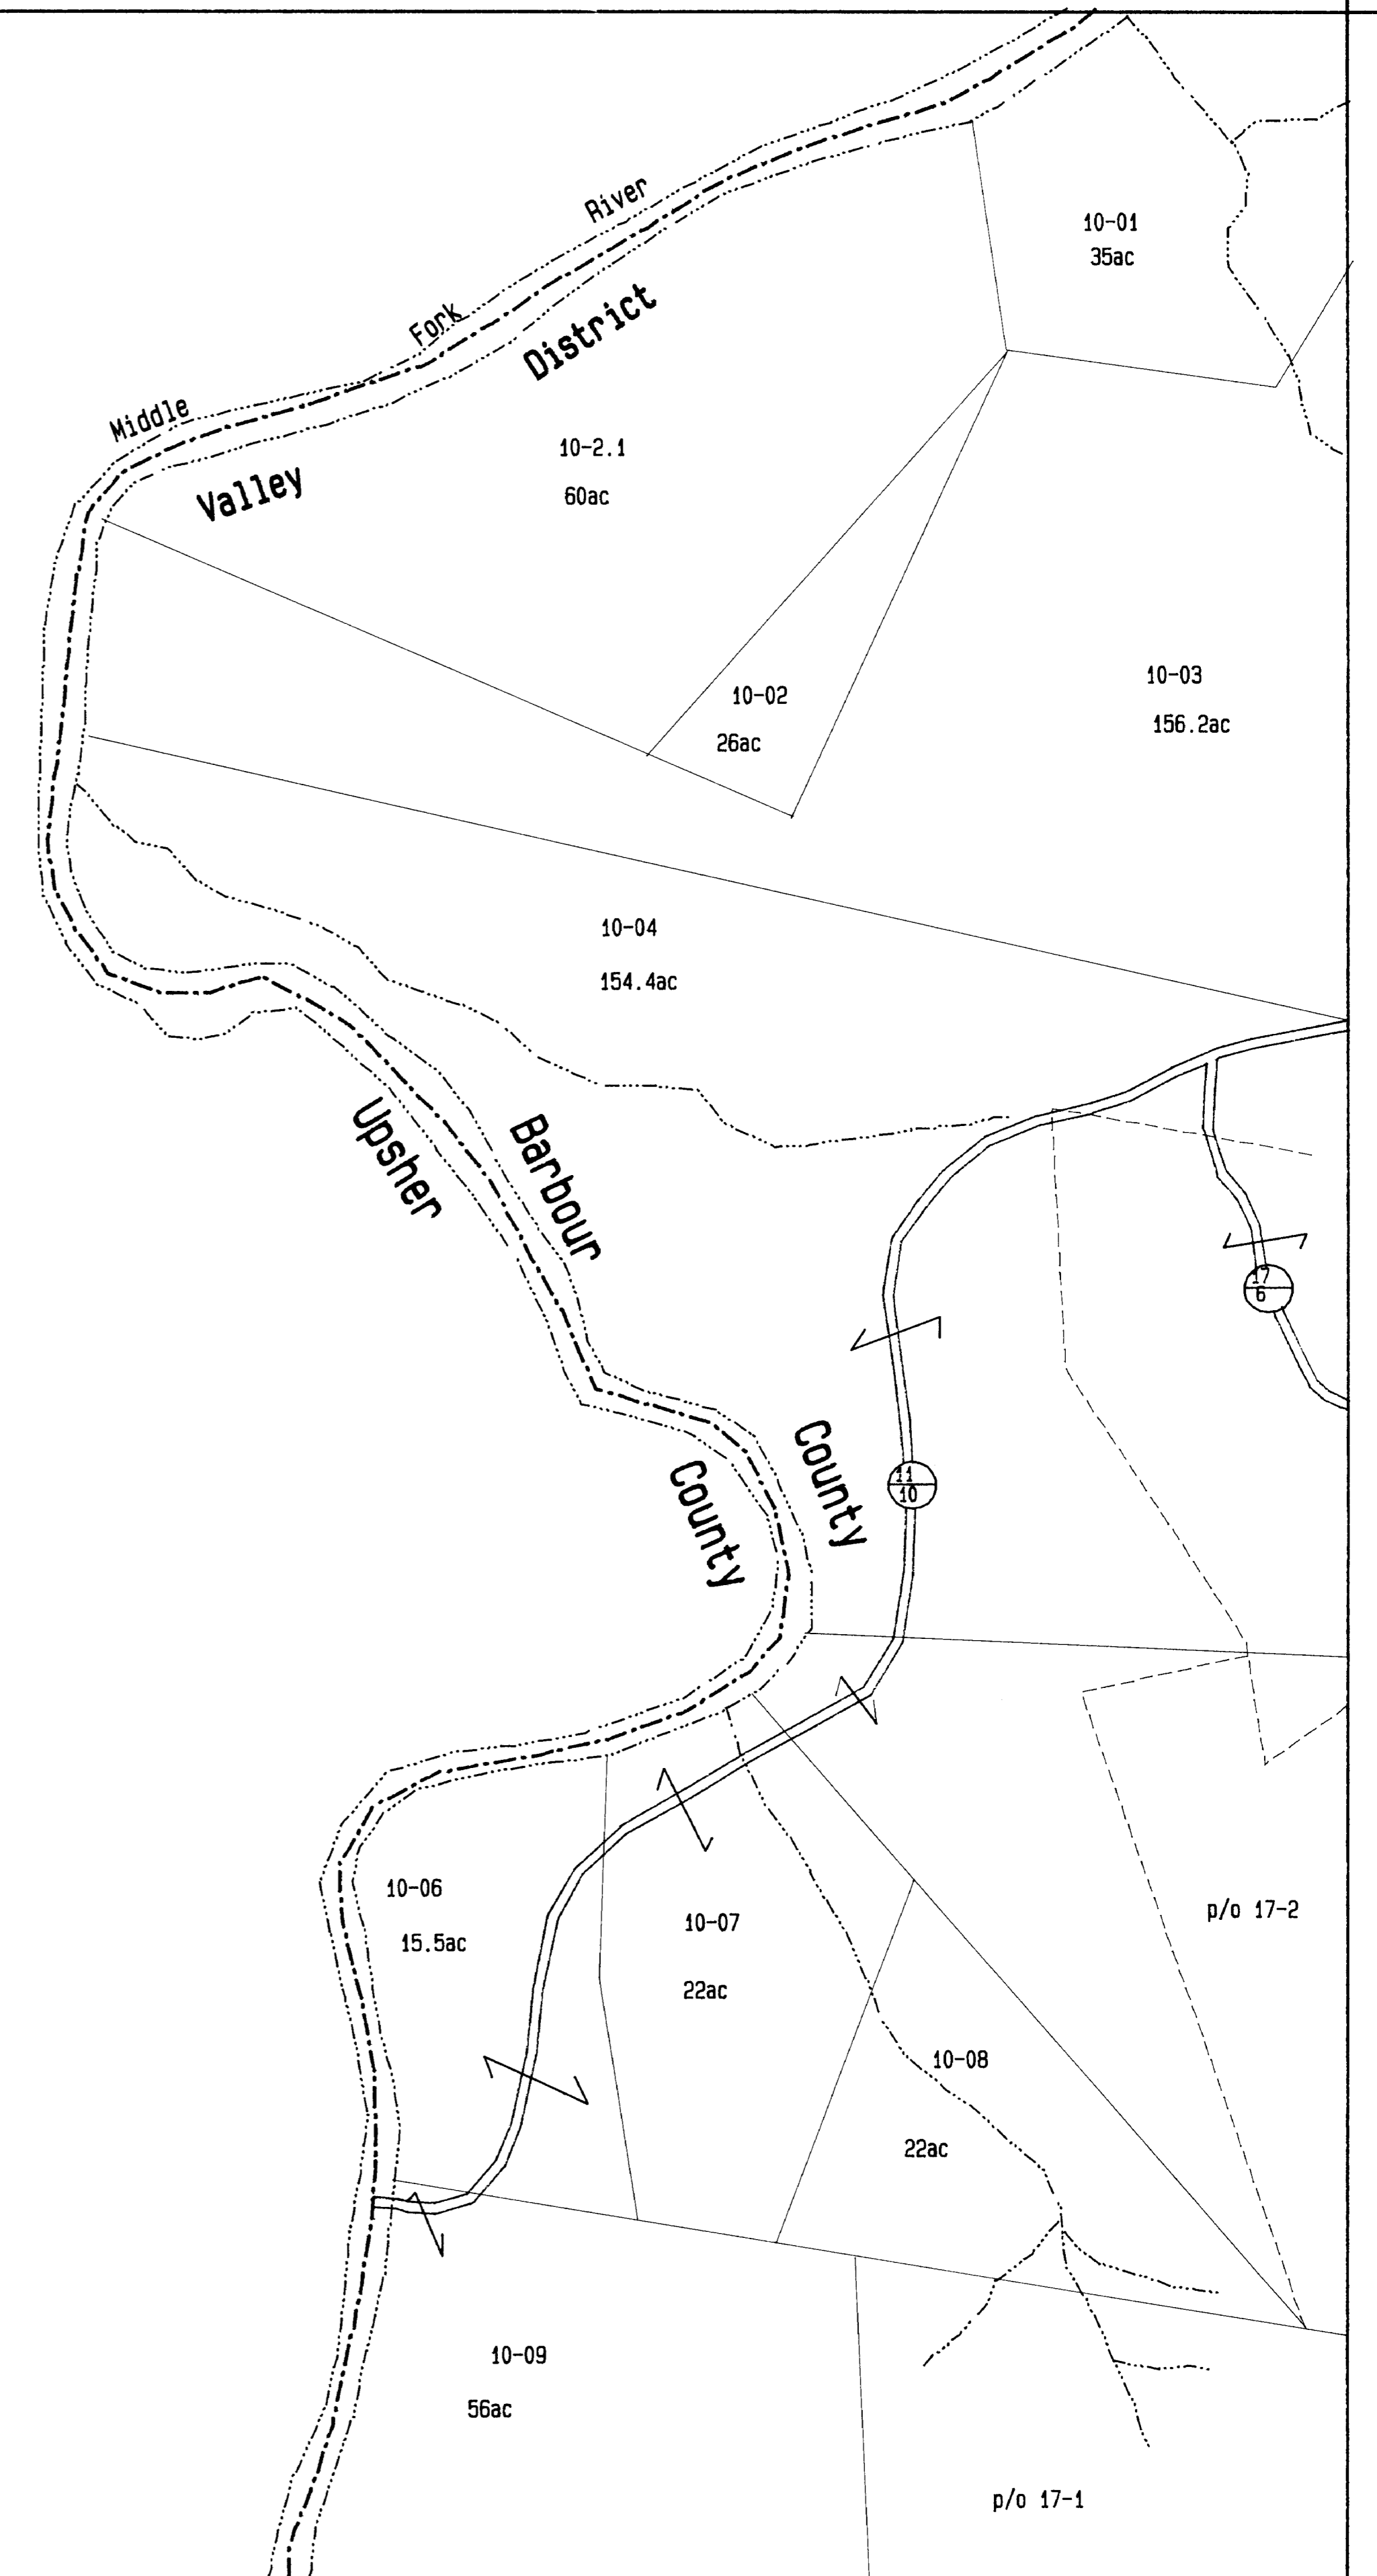 10-01
35ac
River
Fork
District
Middle
10-2.1
60ac
Valley
10-02
26ac
10-03
156.2ac
10-04
154.4ac
Upsher
Barbour
17
6
County
County
11
10
10-06
15.5ac
10-07
22ac
p/o 17-2
10-08
22ac
10-09
56ac
p/o 17-1